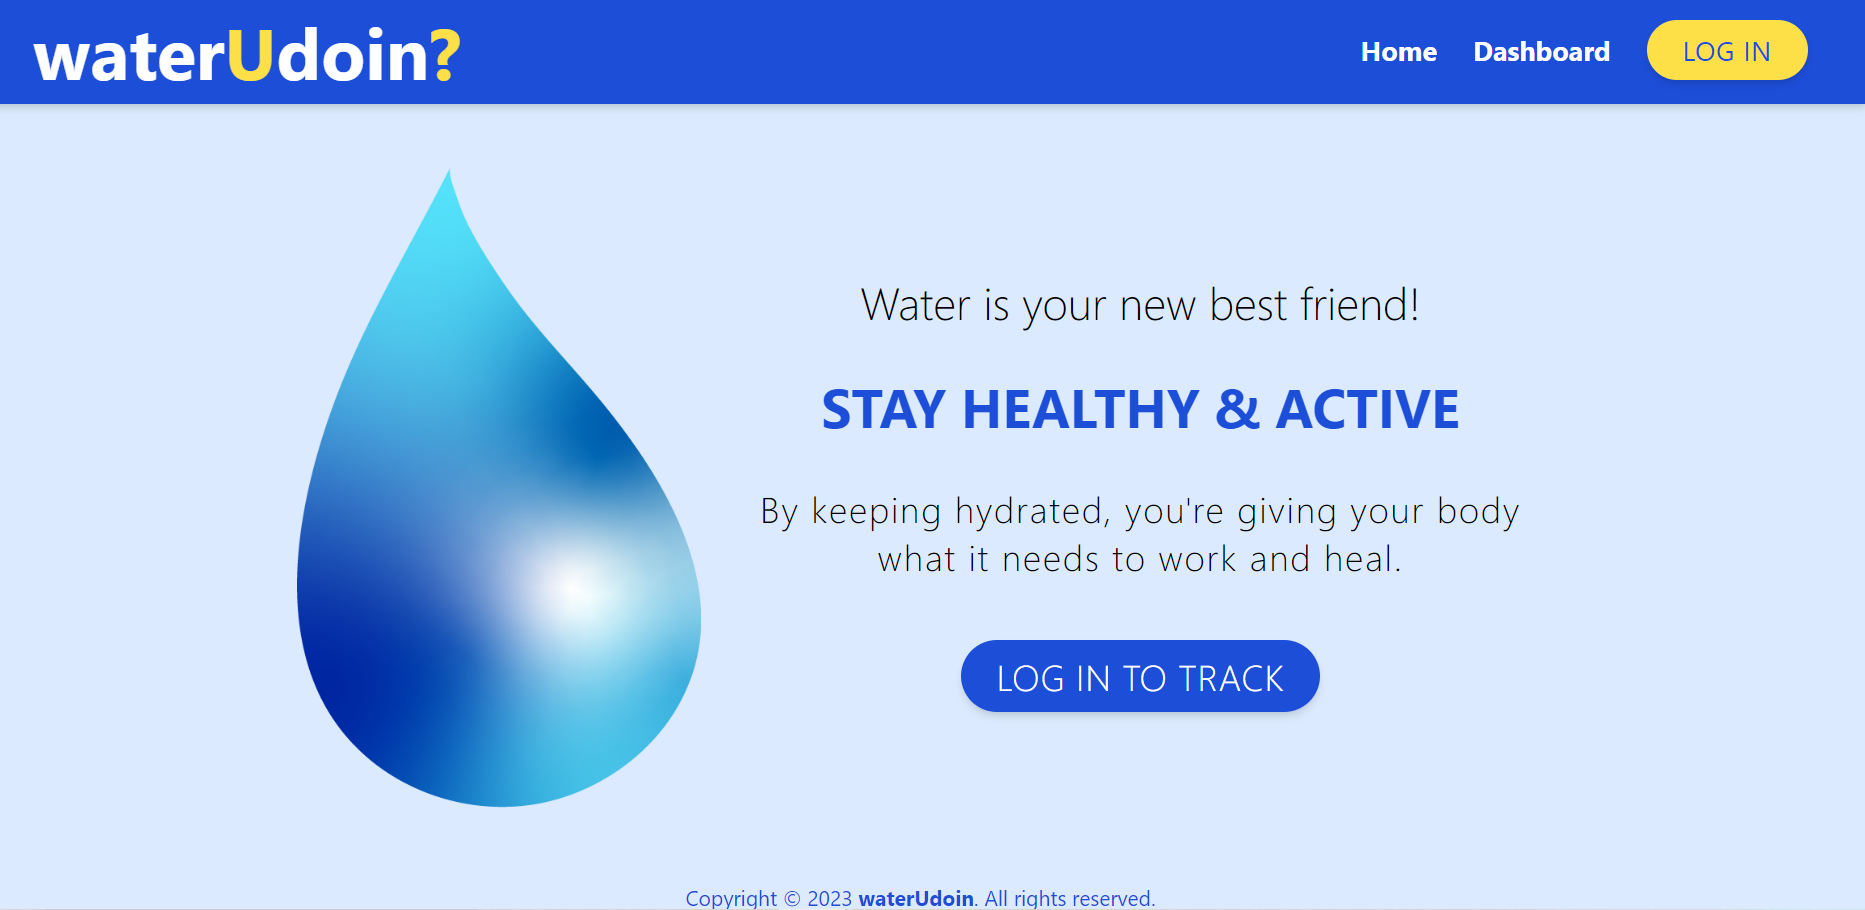 waterUdoin?
Home Dashboard LOG IN
Water is your new best friend!
STAY HEALTHY & ACTIVE
By keeping hydrated, you're giving your body
what it needs to work and heal.
LOG IN TO TRACK
Copyright © 2023 waterUdoin. All rights reserved.